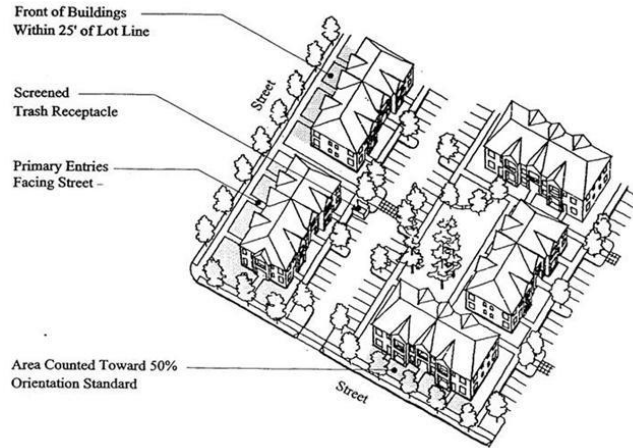 Front of Buildings
Within 25' of Lot Line
Street
Screened
Trash Receptacle
Primary Entries
Facing Street –
Area Counted Toward 50%
Orientation Standard
Street